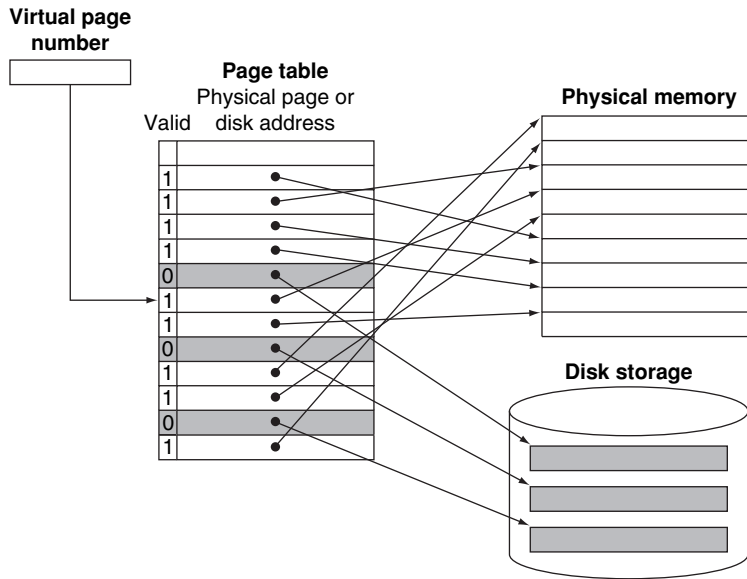 Virtual page
number
Page table
Physical page or
Valid disk address
Physical memory
1
1
1
1
0
1
1
0
1
1
0
1
Disk storage